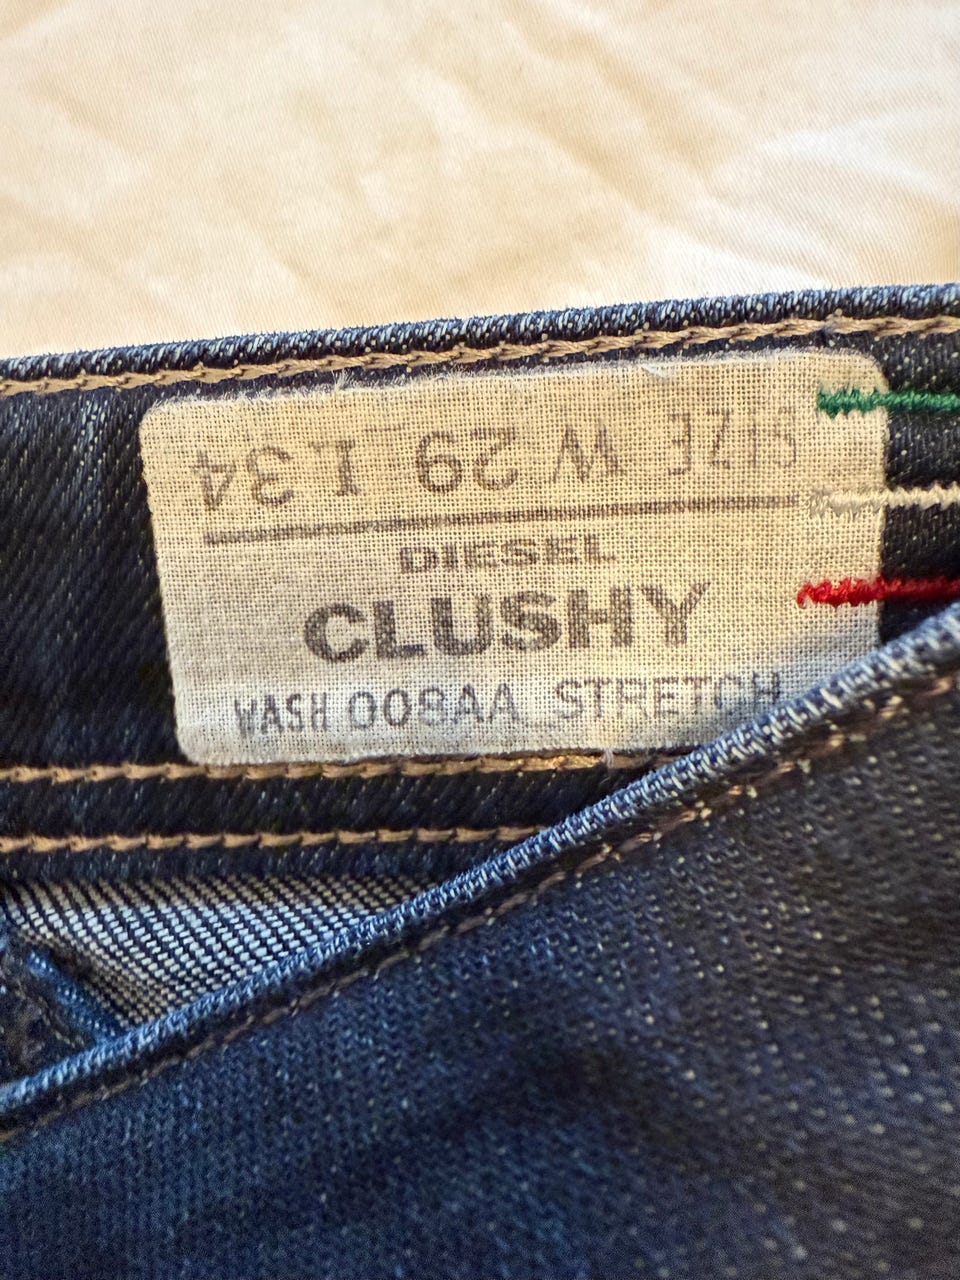 SIZE W 29 L 34
DIESEL
CLUSHY
WASH 008AA STRETCH